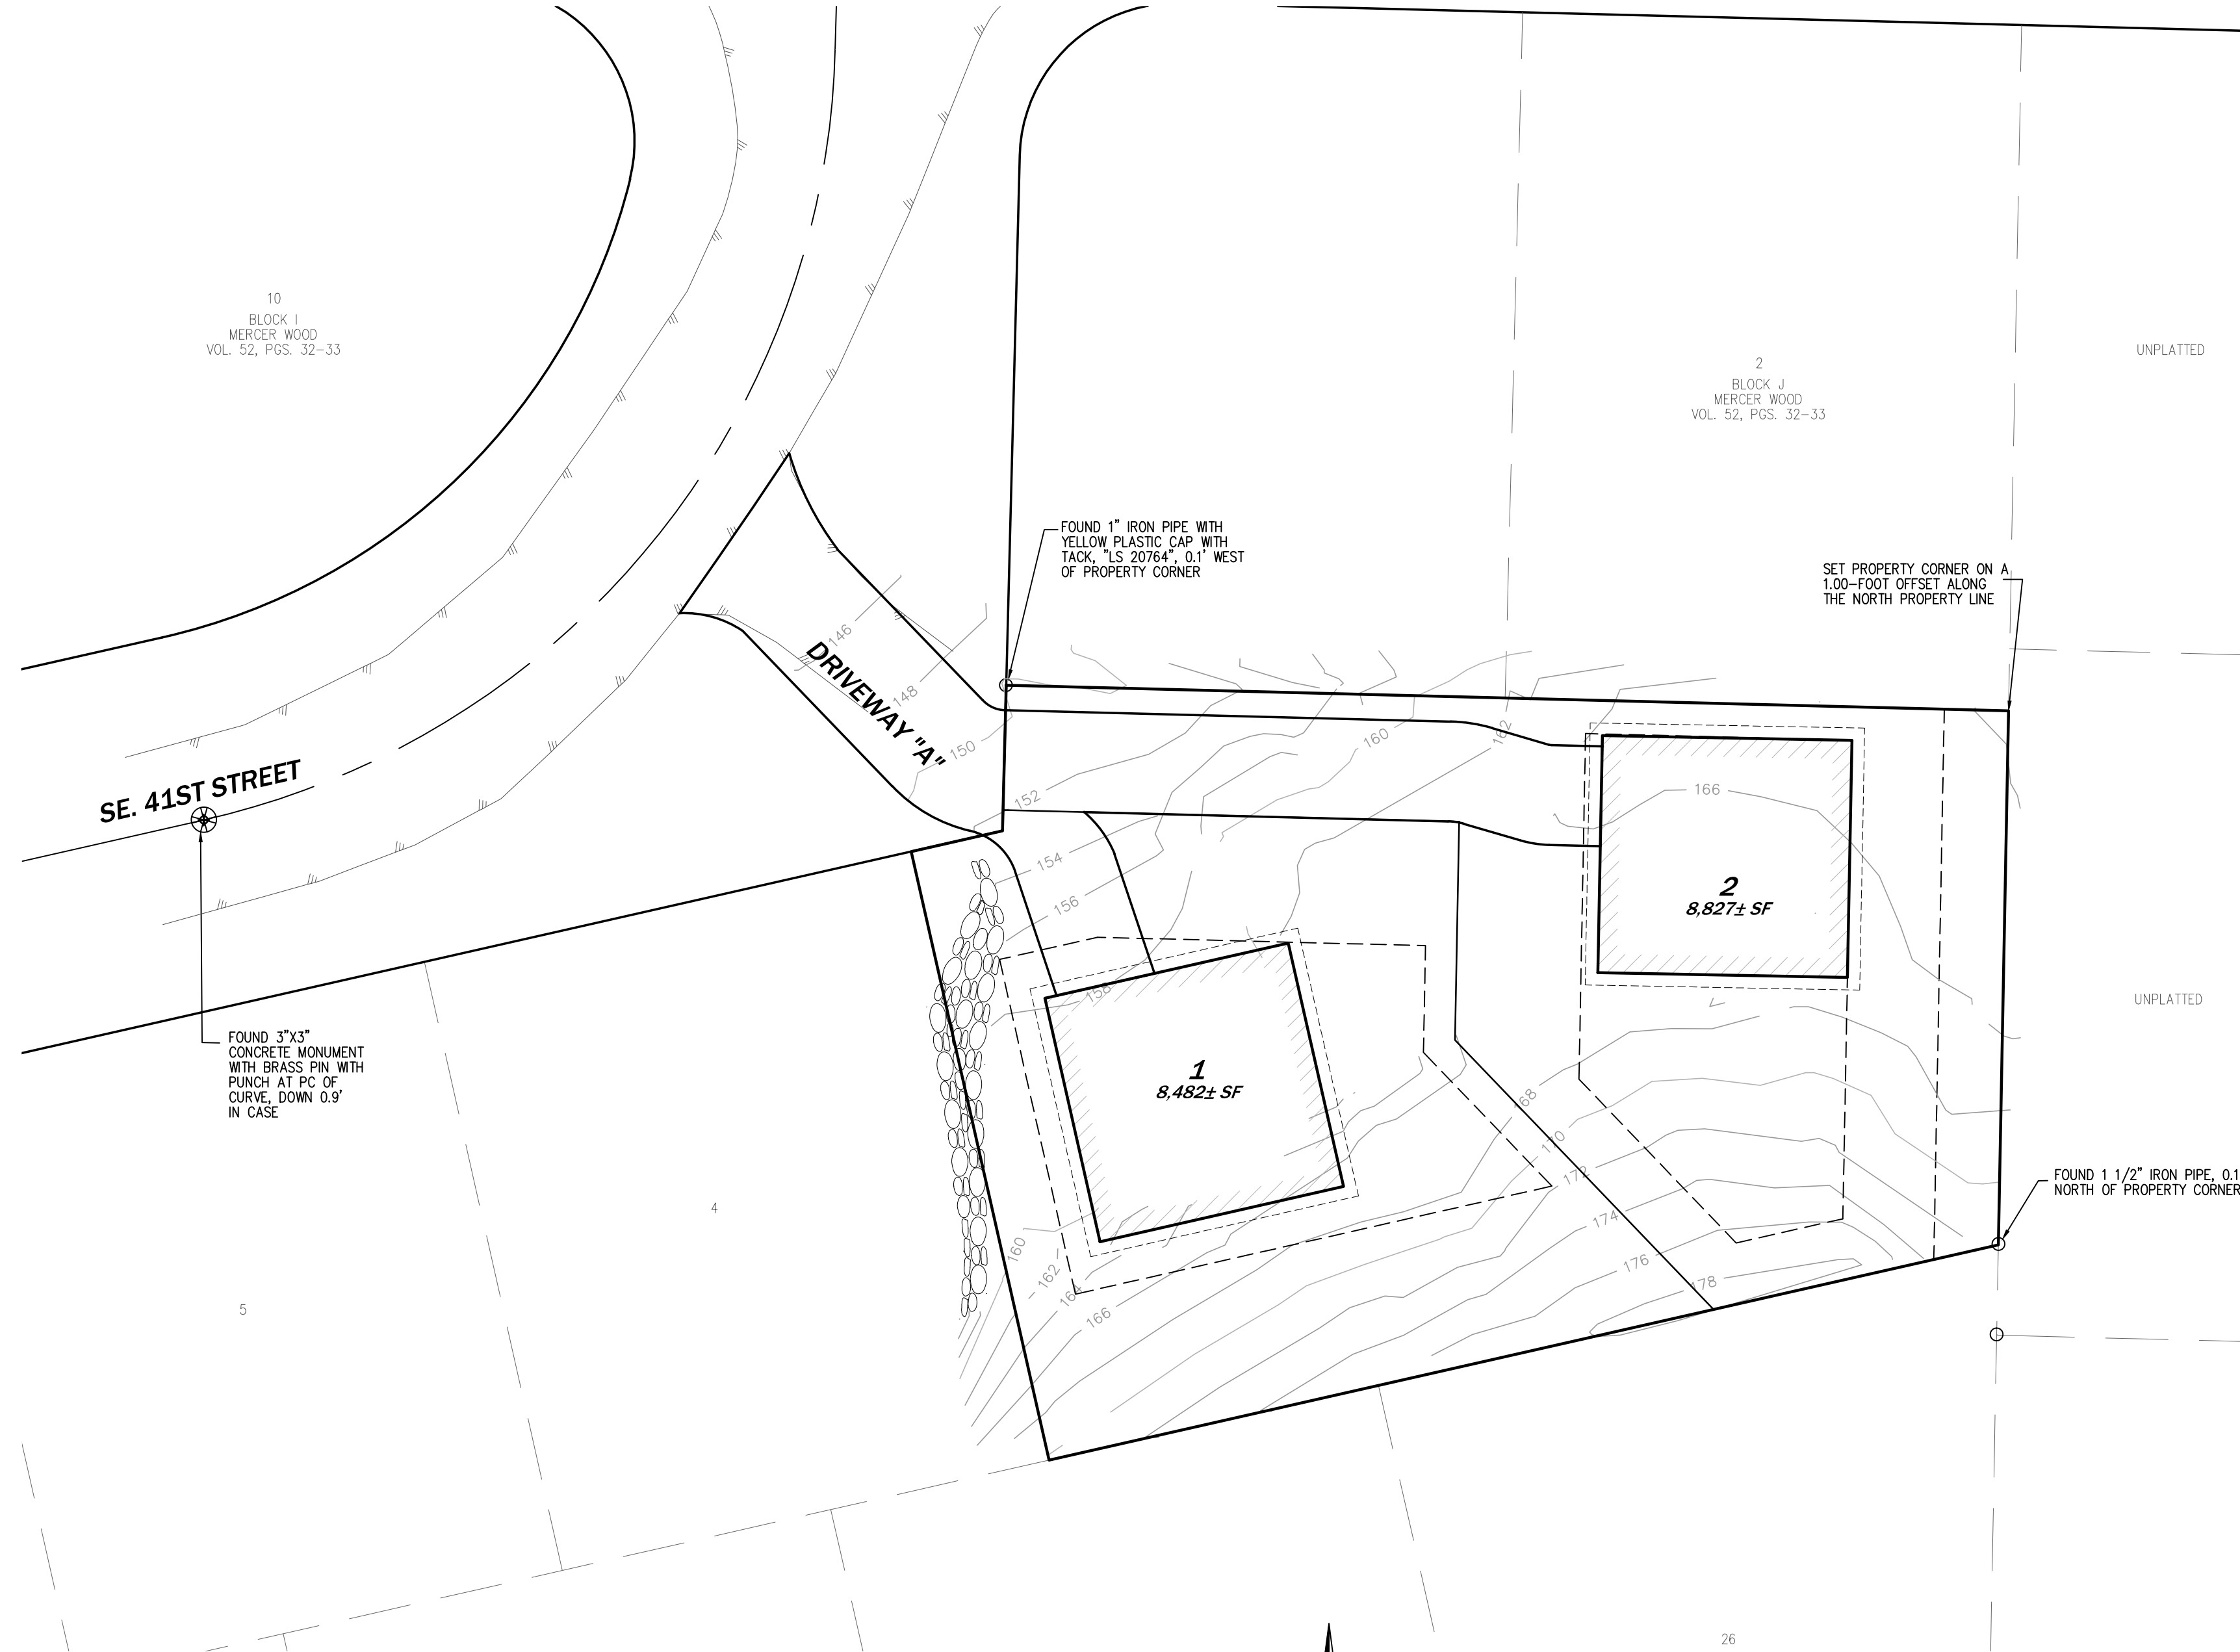 10
BLOCK I
MERCER WOOD
VOL. 52, PGS. 32-33
2
BLOCK J
MERCER WOOD
VOL. 52, PGS. 32-33
UNPLATTED
FOUND 1" IRON PIPE WITH
YELLOW PLASTIC CAP WITH
TACK, "LS 20764", 0.1' WEST
OF PROPERTY CORNER
SET PROPERTY CORNER ON A
1.00-FOOT OFFSET ALONG
THE NORTH PROPERTY LINE
146
148
150
DRIVEWAY "A"
SE. 41ST STREET
152
160
162
166
154
156
158
2
8,827± SF
1
8,482± SF
UNPLATTED
FOUND 3"X3"
CONCRETE MONUMENT
WITH BRASS PIN WITH
PUNCH AT PC OF
CURVE, DOWN 0.9'
IN CASE
168
170
172
174
176
178
FOUND 1 1/2" IRON PIPE, 0.1
NORTH OF PROPERTY CORNER
160
162
164
166
4
5
26